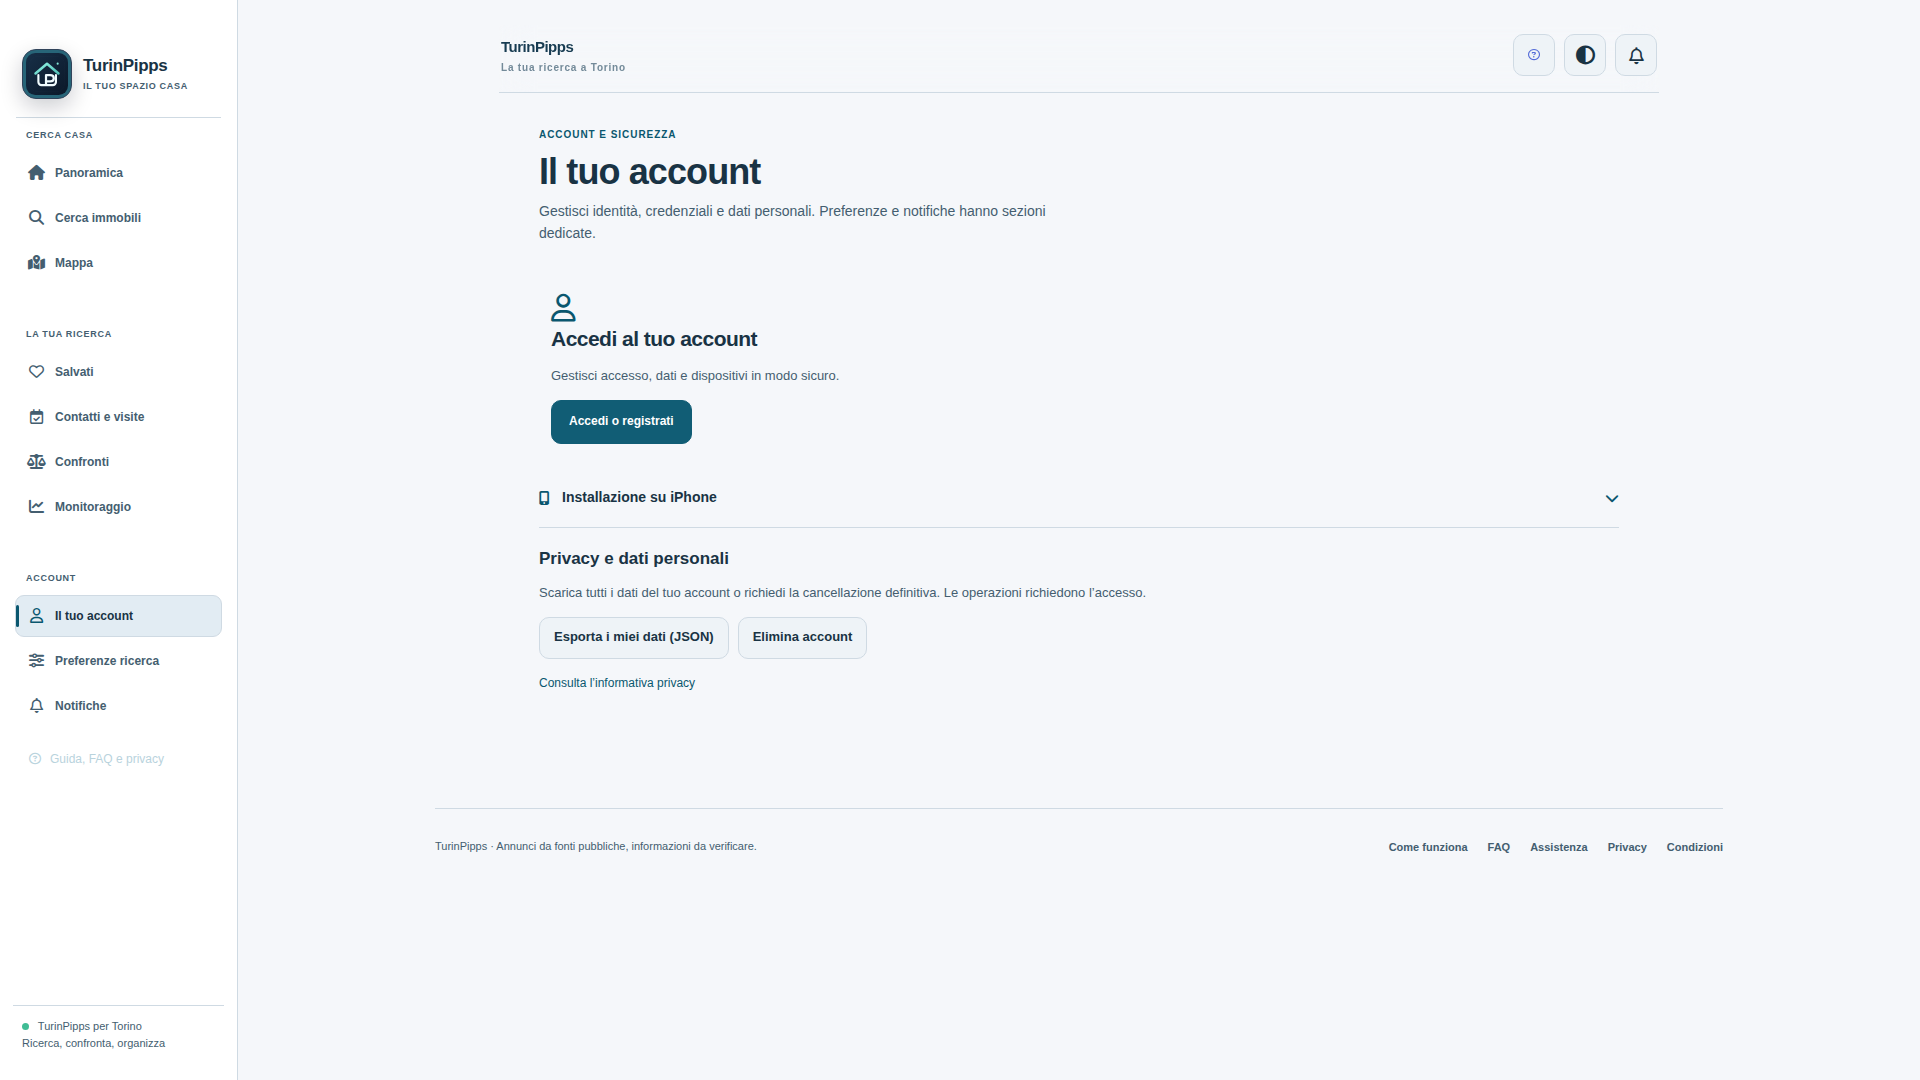 TurinPipps
IL TUO SPAZIO CASA
CERCA CASA
Panoramica
Cerca immobili
Mappa
LA TUA RICERCA
Salvati
Contatti e visite
Confronti
Monitoraggio
ACCOUNT
Il tuo account
Preferenze ricerca
Notifiche
Guida, FAQ e privacy
TurinPipps per Torino
Ricerca, confronta, organizza
TurinPipps
La tua ricerca a Torino
ACCOUNT E SICUREZZA
Il tuo account
Gestisci identità, credenziali e dati personali. Preferenze e notifiche hanno sezioni
dedicate.
Accedi al tuo account
Gestisci accesso, dati e dispositivi in modo sicuro.
Accedi o registrati
Installazione su iPhone
Privacy e dati personali
Scarica tutti i dati del tuo account o richiedi la cancellazione definitiva. Le operazioni richiedono l’accesso.
Esporta i miei dati (JSON) Elimina account
Consulta l’informativa privacy
TurinPipps · Annunci da fonti pubbliche, informazioni da verificare.
Come funziona FAQ Assistenza Privacy Condizioni